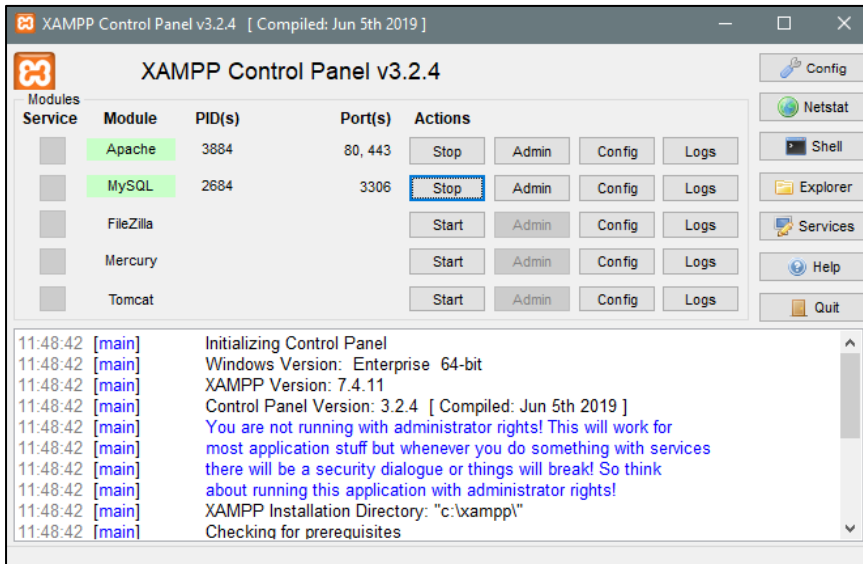 XAMPP Control Panel v3.2.4 [ Compiled: Jun 5th 2019 ]
XAMPP Control Panel v3.2.4
Config
Modules
Service Module PID(s) Port(s) Actions
Netstat
Apache 3884 80, 443 Stop Admin Config Logs
Shell
MySQL 2684 3306 Stop Admin Config Logs
Explorer
FileZilla Start Admin Config Logs
Services
Mercury Start Admin Config Logs
Help
Tomcat Start Admin Config Logs
Quit
11:48:42 [main] Initializing Control Panel
11:48:42 [main] Windows Version: Enterprise 64-bit
11:48:42 [main] XAMPP Version: 7.4.11
11:48:42 [main] Control Panel Version: 3.2.4 [ Compiled: Jun 5th 2019 ]
11:48:42 [main] You are not running with administrator rights! This will work for
11:48:42 [main] most application stuff but whenever you do something with services
11:48:42 [main] there will be a security dialogue or things will break! So think
11:48:42 [main] about running this application with administrator rights!
11:48:42 [main] XAMPP Installation Directory: "c:\xampp\"
11:48:42 [main] Checking for prerequisites